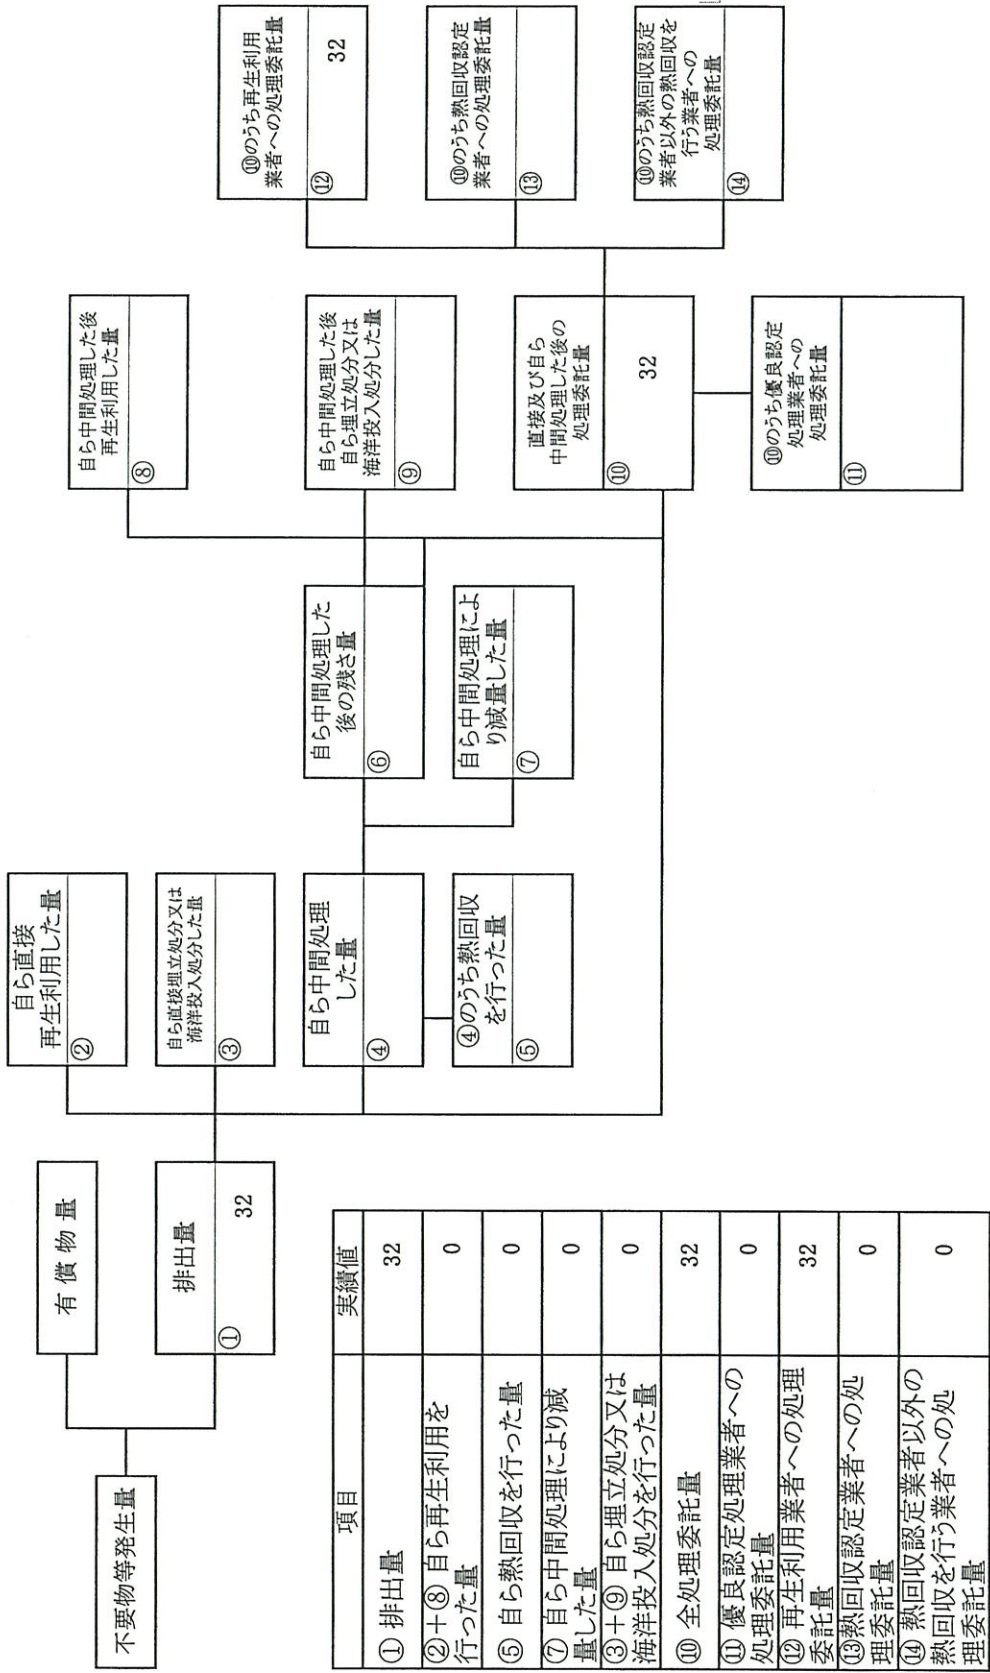 不要物等発生量
有償物量
排出量
①
32
自ら直接
再生利用した量
②
自ら直接埋立処分又は
海洋投入処分した量
③
自ら中間処理
した量
④
④のうち熱回収
を行った量
⑤
自ら中間処理した
後の残さ量
⑥
自ら中間処理によ
り減量した量
⑦
自ら中間処理した後
再生利用した量
⑧
自ら中間処理した後
自ら埋立処分又は
海洋投入処分した量
⑨
直接及び自ら
中間処理した後の
処理委託量
⑩
32
⑩のうち優良認定
処理業者への
処理委託量
⑪
⑩のうち再生利用
業者への処理委託量
⑫
32
⑩のうち熱回収認定
業者への処理委託量
⑬
⑩のうち熱回収認定
業者以外の熱回収を
行う業者への
処理委託量
⑭
項目 実績値
① 排出量 32
②+⑧ 自ら再生利用を
行った量 0
⑤ 自ら熱回収を行った量 0
⑦ 自ら中間処理により減
量した量 0
③+⑨ 自ら埋立処分又は
海洋投入処分を行った量 0
⑩ 全処理委託量 32
⑪ 優良認定処理業者への
処理委託量 0
⑫ 再生利用業者への処理
委託量 32
⑬熱回収認定業者への処
理委託量 0
⑭ 熱回収認定業者以外の
熱回収を行う業者への処
理委託量 0